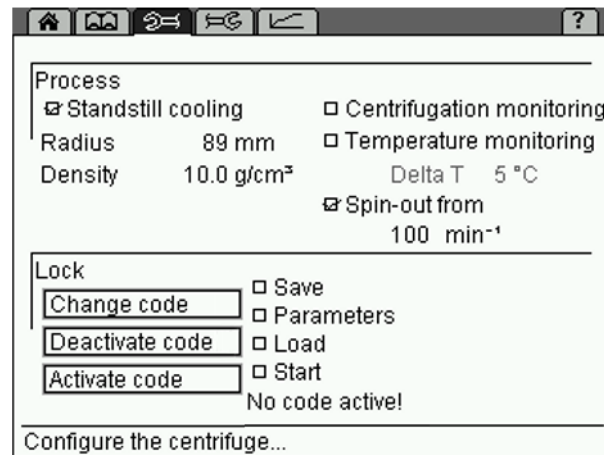 ?
Process
Standstill cooling
Centrifugation monitoring
Radius 89 mm
Temperature monitoring
Density 10.0 g/cm³
Delta T 5 °C
Spin-out from
100 min⁻¹
Lock
Change code
Deactivate code
Activate code
Save
Parameters
Load
Start
No code active!
Configure the centrifuge...